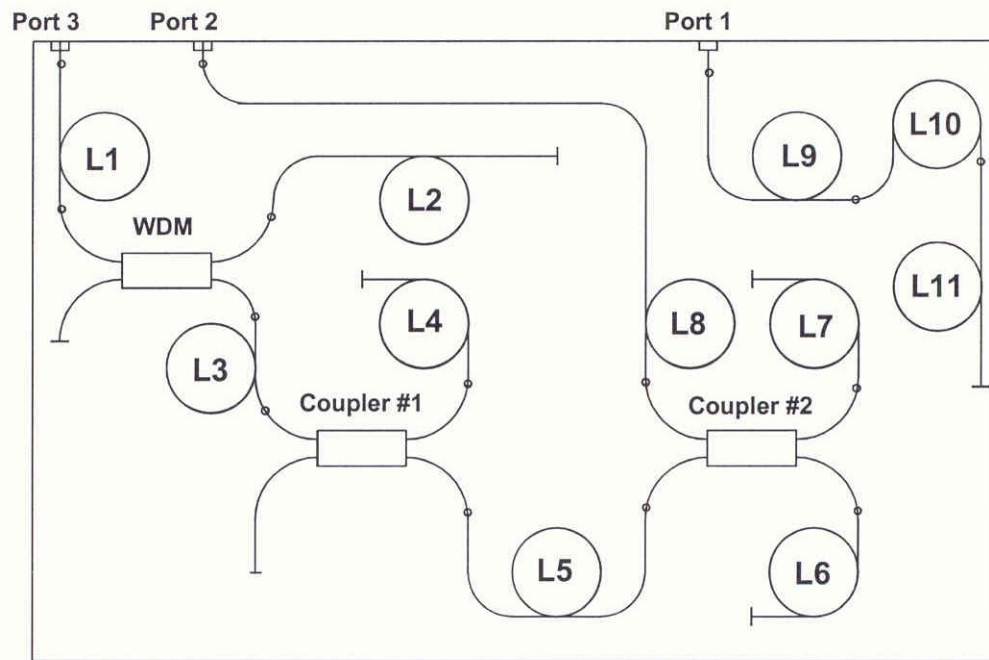 Port 3 Port 2 Port 1
L10
L1
L9
L2
WDM
L11
L4
L8
L7
L3
Coupler #1
Coupler #2
L5
L6